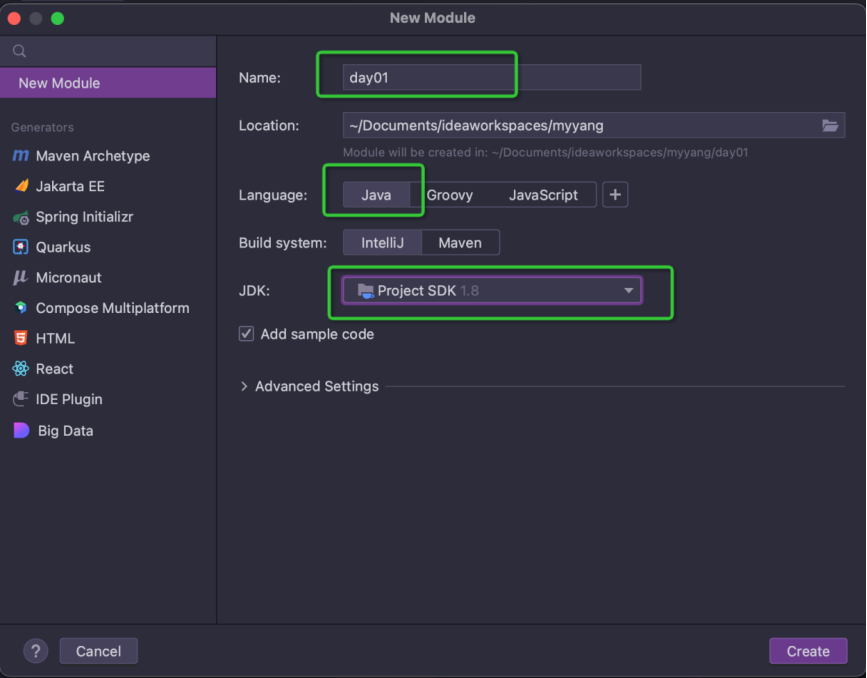 New Module
New Module
Generators
Maven Archetype
Jakarta EE
Spring Initializr
Quarkus
Micronaut
Compose Multiplatform
HTML
React
IDE Plugin
Big Data
Name: day01
Location: ~/Documents/ideaworkspaces/myyang
Module will be created in: ~/Documents/ideaworkspaces/myyang/day01
Language: Java Groovy JavaScript +
Build system: IntelliJ Maven
JDK: Project SDK 1.8
Add sample code
Advanced Settings
? Cancel Create